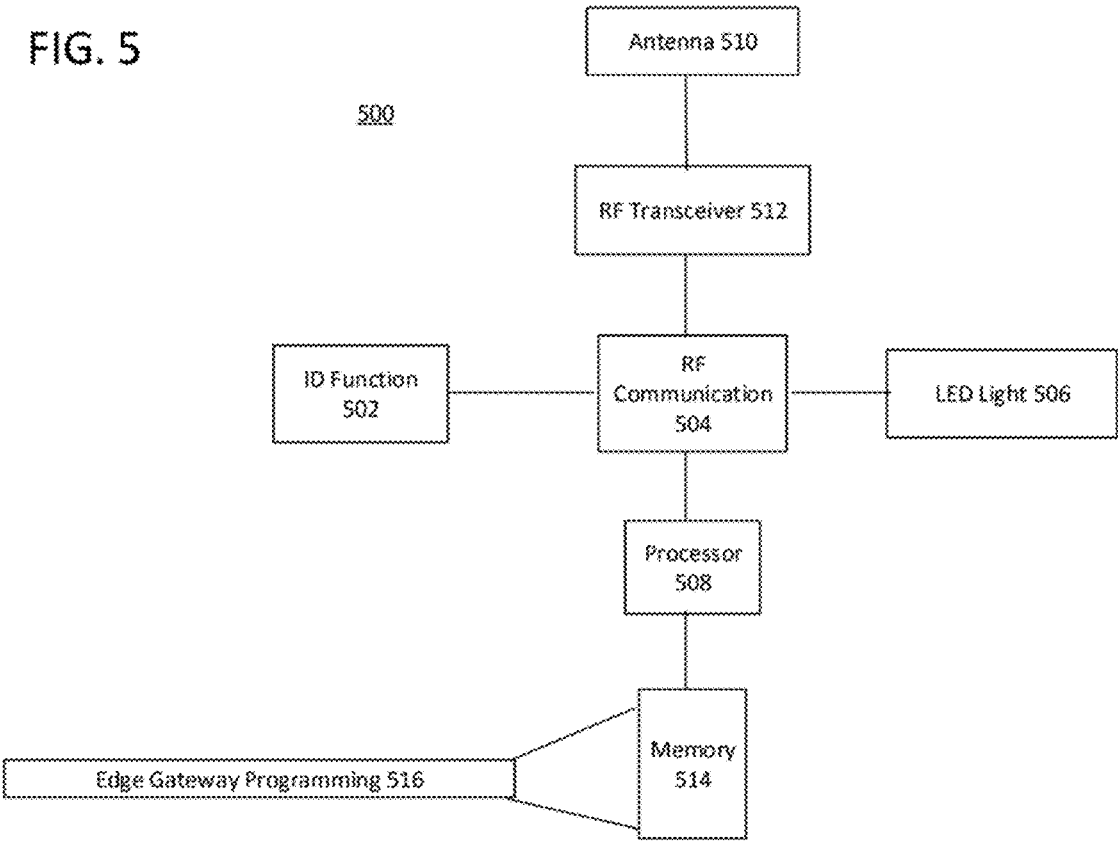 FIG. 5
Antenna 510
500
RF Transceiver 512
ID Function
502
RF
Communication
504
LED Light 506
Processor
508
Memory
514
Edge Gateway Programming 516